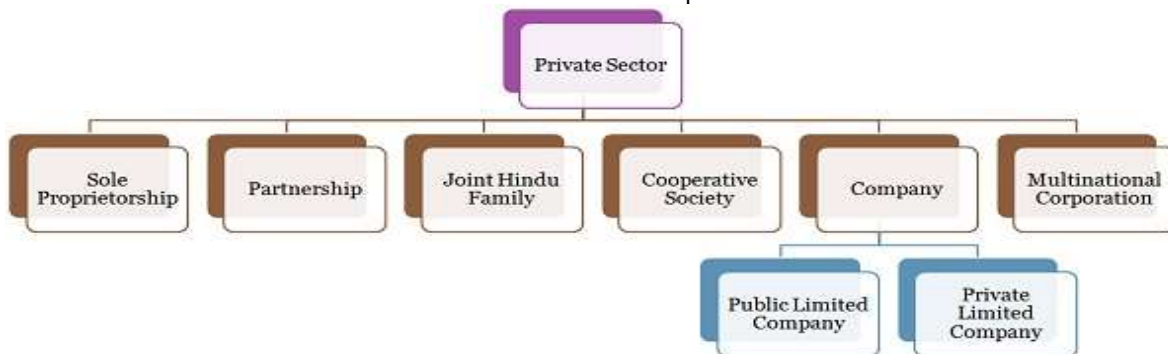 Private Sector
Sole
Proprietorship
Partnership
Joint Hindu
Family
Cooperative
Society
Company
Multinational
Corporation
Public Limited
Company
Private
Limited
Company